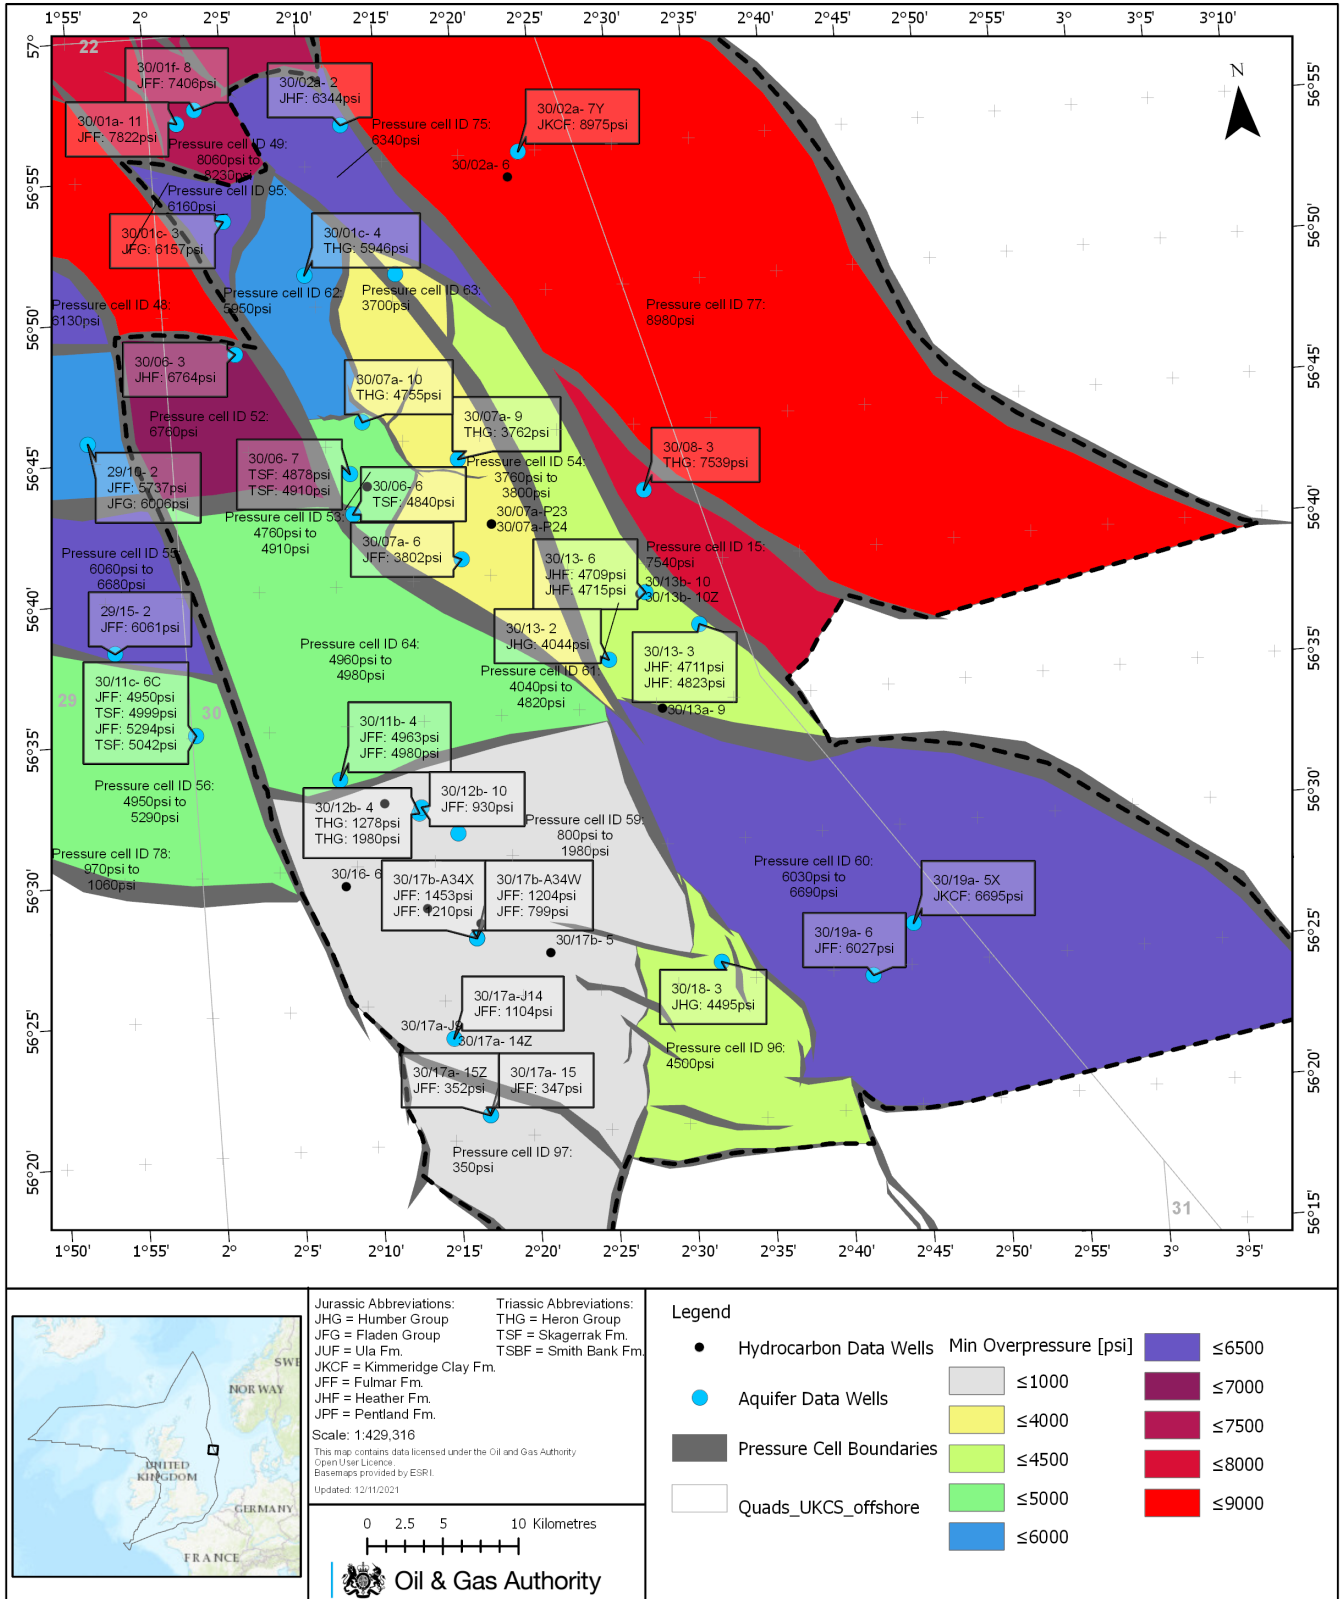 1°55' 2° 2°5' 2°10' 2°15' 2°20' 2°25' 2°30' 2°35' 2°40' 2°45' 2°50' 2°55' 3° 3°5' 3°10'
57°
56°55'
56°50'
56°45'
56°40'
56°35'
56°30'
56°25'
56°20'
56°55'
56°50'
56°45'
56°40'
56°35'
56°30'
56°25'
56°20'
56°15'
22
N
30/01f- 8
JFF: 7406psi
30/02a- 2
JHF: 6344psi
30/01a- 11
JFF: 7822psi
Pressure cell ID 75:
6340psi
30/02a- 7Y
JKCF: 8975psi
30/02a- 6
Pressure cell ID 49:
8060psi to
8230psi
Pressure cell ID 95:
6160psi
30/01c- 3
JFG: 6157psi
30/01c- 4
THG: 5946psi
Pressure cell ID 48:
6130psi
Pressure cell ID 62:
5950psi
Pressure cell ID 63:
3700psi
Pressure cell ID 77:
8980psi
30/06- 3
JHF: 6764psi
30/07a- 10
THG: 4755psi
Pressure cell ID 52:
6760psi
30/07a- 9
THG: 3762psi
30/08- 3
THG: 7539psi
30/06- 7
TSF: 4878psi
TSF: 4910psi
29/10- 2
JFF: 5737psi
JFG: 6006psi
30/06- 6
TSF: 4840psi
Pressure cell ID 54:
3760psi to
3800psi
30/07a-P23
30/07a-P24
Pressure cell ID 53:
4760psi to
4910psi
30/07a- 6
JFF: 3802psi
Pressure cell ID 55:
6060psi to
6680psi
30/13- 6
JHF: 4709psi
JHF: 4715psi
Pressure cell ID 15:
7540psi
30/13b- 10
30/13b- 10Z
29/15- 2
JFF: 6061psi
30/13- 2
JHG: 4044psi
30/13- 3
JHF: 4711psi
JHF: 4823psi
Pressure cell ID 64:
4960psi to
4980psi
Pressure cell ID 61:
4040psi to
4820psi
30/13a- 9
29
30
30/11c- 6C
JFF: 4950psi
TSF: 4999psi
JFF: 5294psi
TSF: 5042psi
30/11b- 4
JFF: 4963psi
JFF: 4980psi
Pressure cell ID 56:
4950psi to
5290psi
30/12b- 4
THG: 1278psi
THG: 1980psi
30/12b- 10
JFF: 930psi
Pressure cell ID 59:
800psi to
1980psi
Pressure cell ID 78:
970psi to
1060psi
Pressure cell ID 60:
6030psi to
6690psi
30/16- 6
30/17b-A34X
JFF: 1453psi
JFF: 1210psi
30/17b-A34W
JFF: 1204psi
JFF: 799psi
30/19a- 5X
JKCF: 6695psi
30/19a- 6
JFF: 6027psi
30/17b- 5
30/18- 3
JHG: 4495psi
30/17a-J14
JFF: 1104psi
30/17a-J9
30/17a- 14Z
Pressure cell ID 96:
4500psi
30/17a- 15Z
JFF: 352psi
30/17a- 15
JFF: 347psi
Pressure cell ID 97:
350psi
31
1°50' 1°55' 2° 2°5' 2°10' 2°15' 2°20' 2°25' 2°30' 2°35' 2°40' 2°45' 2°50' 2°55' 3° 3°5'
SWE
NORWAY
UNITED
KINGDOM
GERMANY
FRANCE
Jurassic Abbreviations:
JHG = Humber Group
JFG = Fladen Group
JUF = Ula Fm.
JKCF = Kimmeridge Clay Fm.
JFF = Fulmar Fm.
JHF = Heather Fm.
JPF = Pentland Fm.
Triassic Abbreviations:
THG = Heron Group
TSF = Skagerrak Fm.
TSBF = Smith Bank Fm.
Scale: 1:429,316
This map contains data licensed under the Oil and Gas Authority
Open User Licence.
Basemaps provided by ESRI.
Updated: 12/11/2021
0 2.5 5 10 Kilometres
Oil & Gas Authority
Legend
Hydrocarbon Data Wells
Aquifer Data Wells
Pressure Cell Boundaries
Quads_UKCS_offshore
Min Overpressure [psi]
≤1000
≤4000
≤4500
≤5000
≤6000
≤6500
≤7000
≤7500
≤8000
≤9000